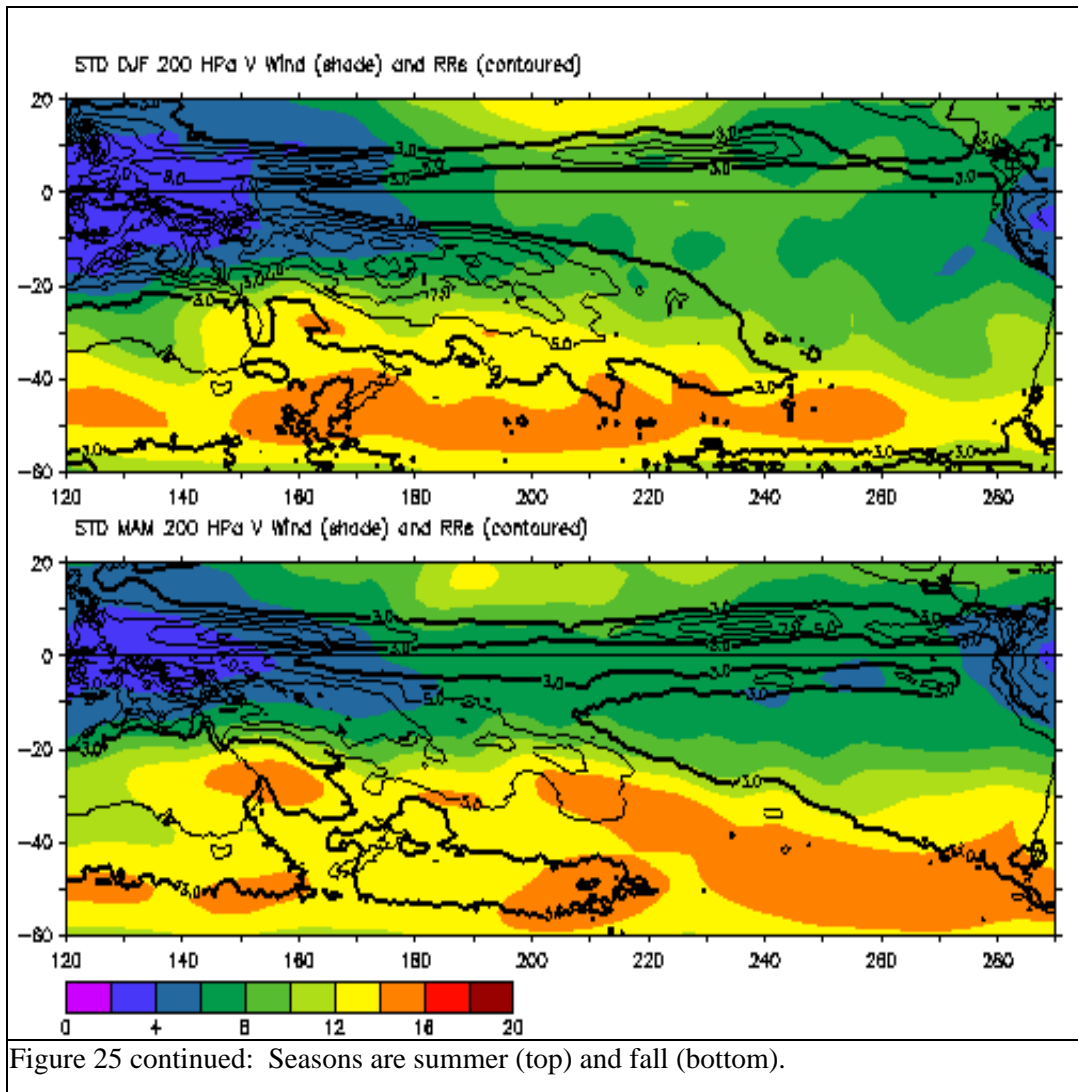 STD DJF 200 HPa V Wind (shade) and RRs (contoured)
20
0
-20
-40
-60
120 140 160 180 200 220 240 260 280
STD MAM 200 HPa V Wind (shade) and RRs (contoured)
20
0
-20
-40
-60
120 140 160 180 200 220 240 260 280
0 4 8 12 16 20
Figure 25 continued: Seasons are summer (top) and fall (bottom).